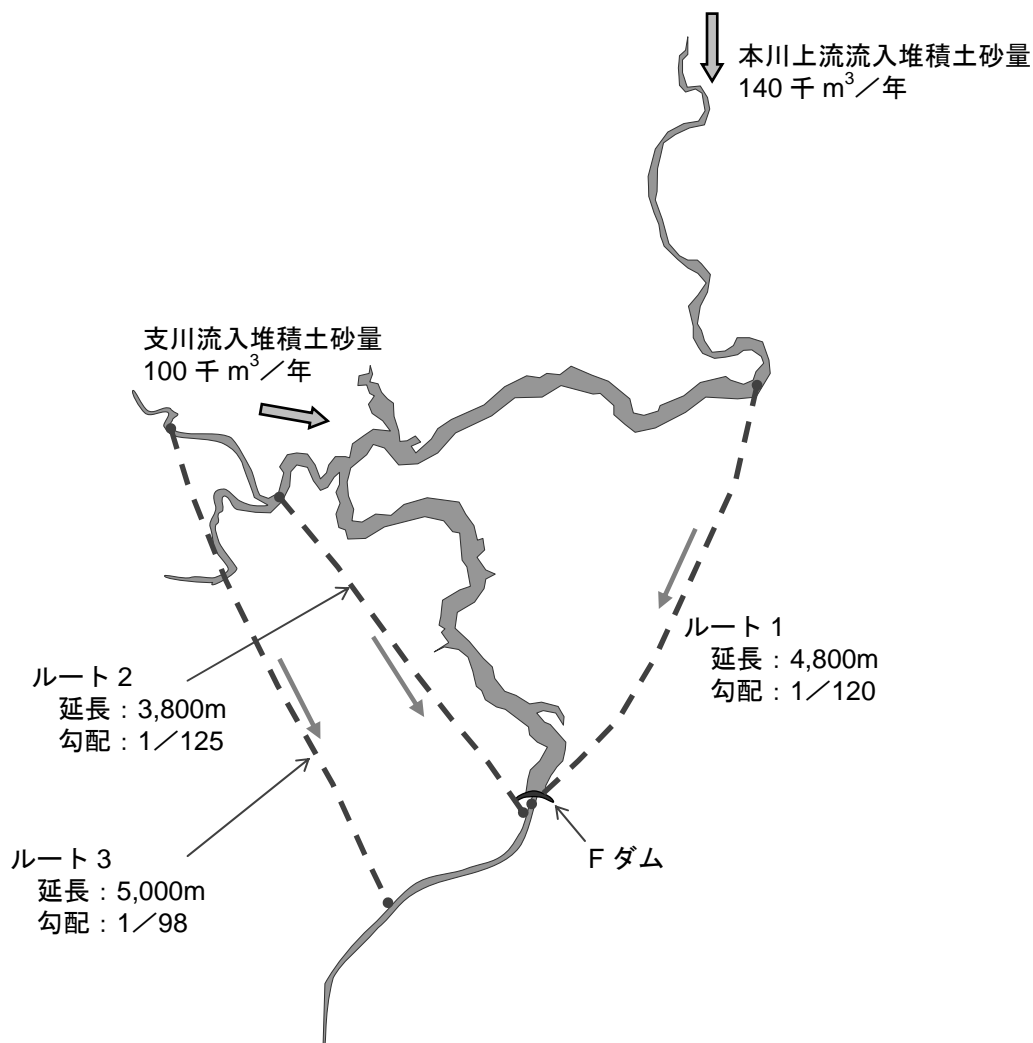 本川上流流入堆積土砂量
140 千 m³／年
支川流入堆積土砂量
100 千 m³／年
ルート 1
延長：4,800m
勾配：1／120
ルート 2
延長：3,800m
勾配：1／125
ルート 3
延長：5,000m
勾配：1／98
F ダム